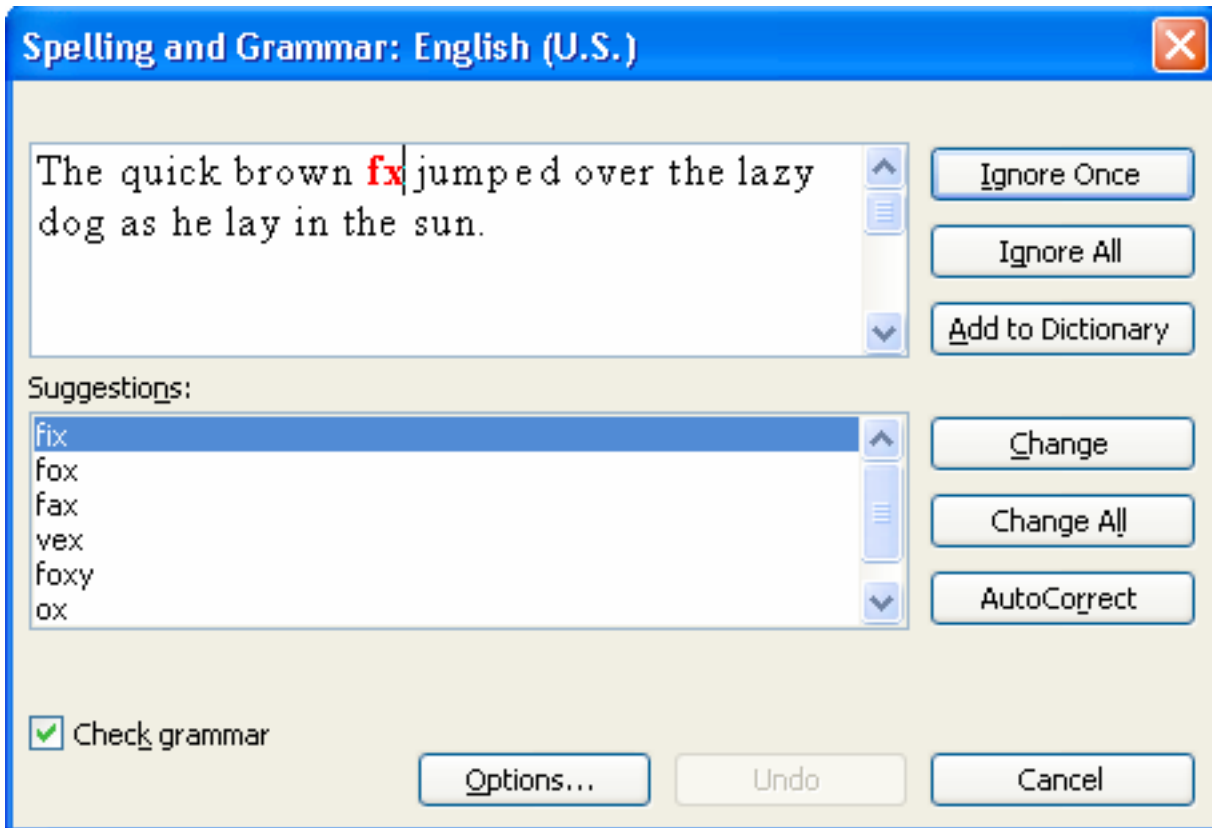 Spelling and Grammar: English (U.S.)
The quick brown fx jumped over the lazy
dog as he lay in the sun.
Ignore Once
Ignore All
Add to Dictionary
Suggestions:
fix
fox
fax
vex
foxy
ox
Change
Change All
AutoCorrect
Check grammar
Options...
Undo
Cancel